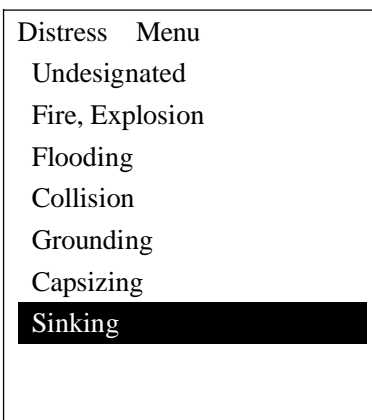 Distress Menu
Undesignated
Fire, Explosion
Flooding
Collision
Grounding
Capsizing
Sinking